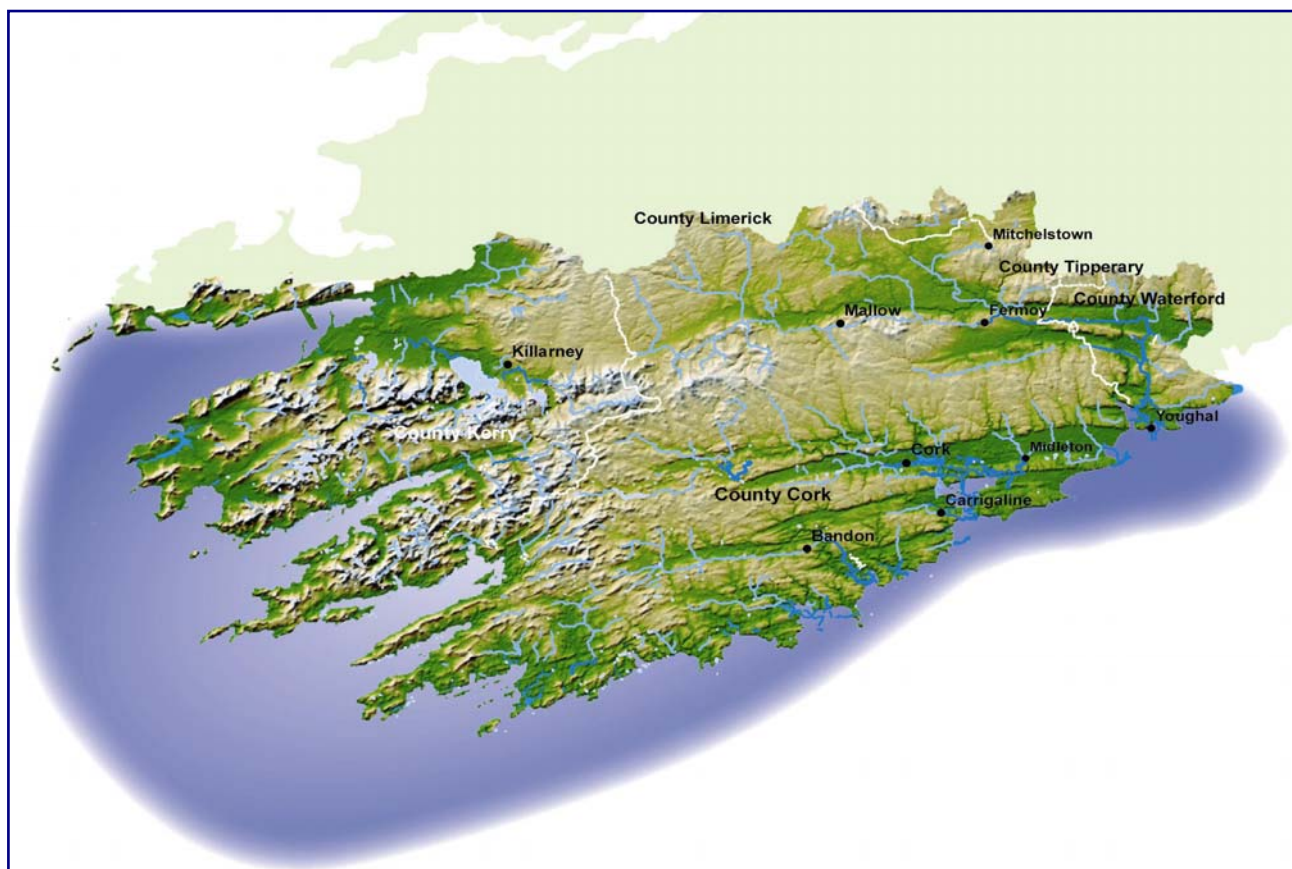 County Limerick
Mitchelstown
County Tipperary
County Waterford
Mallow
Fermoy
Killarney
Youghal
County Kerry
Cork
Midleton
County Cork
Carrigaline
Bandon